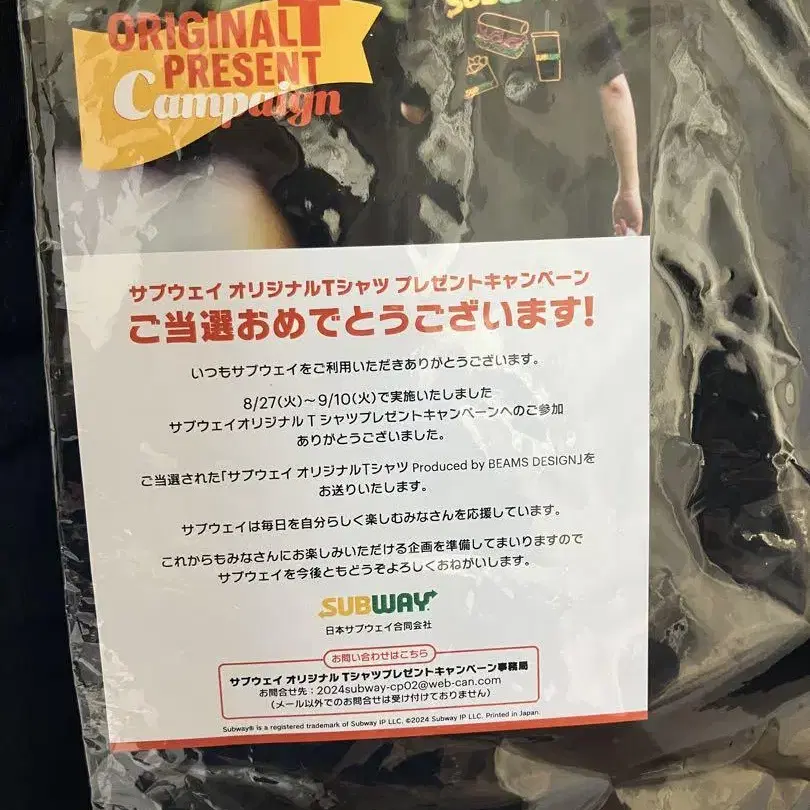 ORIGINAL T
PRESENT
Campaign
SUBWAY
サブウェイ オリジナルTシャツ プレゼントキャンペーン
ご当選おめでとうございます!
いつもサブウェイをご利用いただきありがとうございます。
8/27(火)～9/10(火)で実施いたしました
サブウェイオリジナル Tシャツプレゼントキャンペーンへのご参加
ありがとうございました。
ご当選された「サブウェイ オリジナルTシャツ Produced by BEAMS DESIGN」を
お送りいたします。
サブウェイは毎日を自分らしく楽しむみなさんを応援しています。
これからもみなさんにお楽しみいただける企画を準備してまいりますので
サブウェイを今後ともどうぞよろしくおねがいします。
SUBWAY
日本サブウェイ合同会社
お問い合わせはこちら
サブウェイ オリジナル Tシャツプレゼントキャンペーン事務局
お問合せ先：2024subway-cp02@web-can.com
（メール以外でのお問合せは受け付けておりません）
Subway® is a registered trademark of Subway IP LLC. ©2024 Subway IP LLC. Printed in Japan.